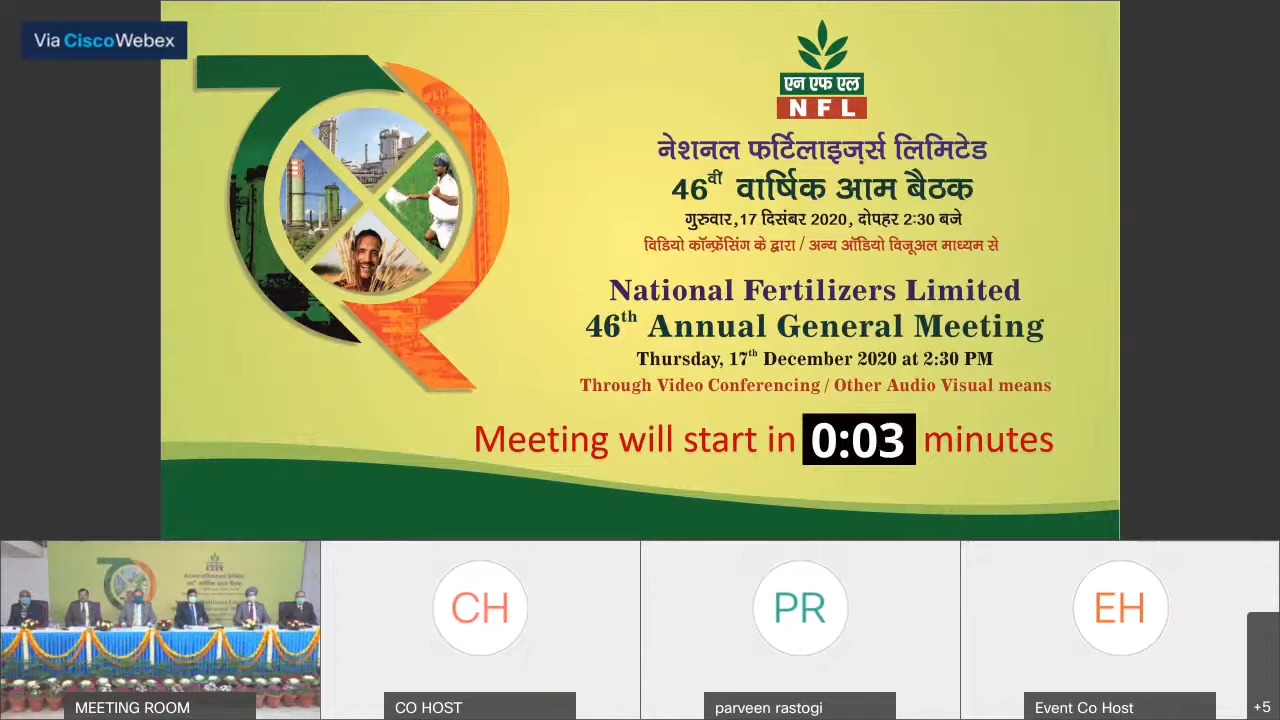 Via Cisco Webex
एन एफ एल
NFL
नेशनल फर्टिलाइज़र्स लिमिटेड
46वीं वार्षिक आम बैठक
गुरुवार,17 दिसंबर 2020, दोपहर 2:30 बजे
विडियो कॉन्फ्रेंसिंग के द्वारा / अन्य ऑडियो विजूअल माध्यम से
National Fertilizers Limited
46th Annual General Meeting
Thursday, 17th December 2020 at 2:30 PM
Through Video Conferencing / Other Audio Visual means
Meeting will start in 0:03 minutes
CH
PR
EH
MEETING ROOM
CO HOST
parveen rastogi
Event Co Host
+5